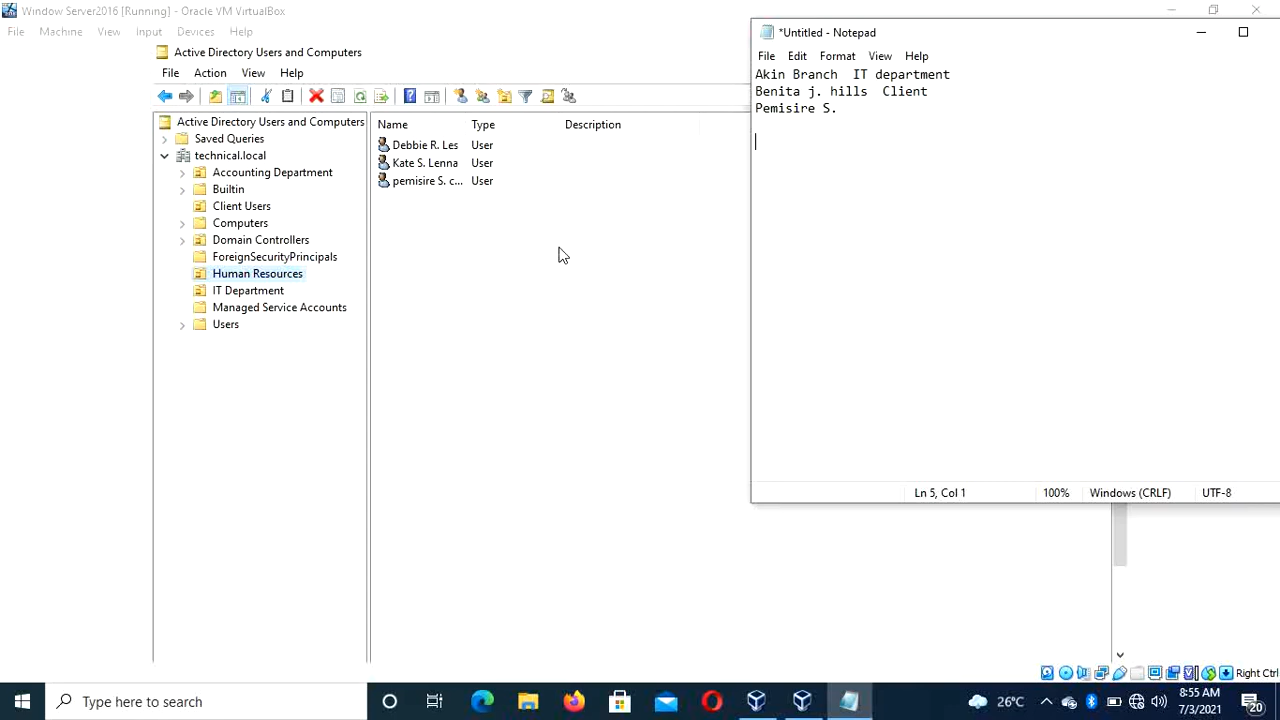 Window Server2016 [Running] - Oracle VM VirtualBox
File Machine View Input Devices Help
Active Directory Users and Computers
File Action View Help
Active Directory Users and Computers
Saved Queries
technical.local
Accounting Department
Builtin
Client Users
Computers
Domain Controllers
ForeignSecurityPrincipals
Human Resources
IT Department
Managed Service Accounts
Users
Name Type Description
Debbie R. Les User
Kate S. Lenna User
pemisire S. c... User
*Untitled - Notepad
File Edit Format View Help
Akin Branch IT department
Benita j. hills Client
Pemisire S.
Ln 5, Col 1 100% Windows (CRLF) UTF-8
Right Ctrl
Type here to search
26°C
8:55 AM
7/3/2021
20